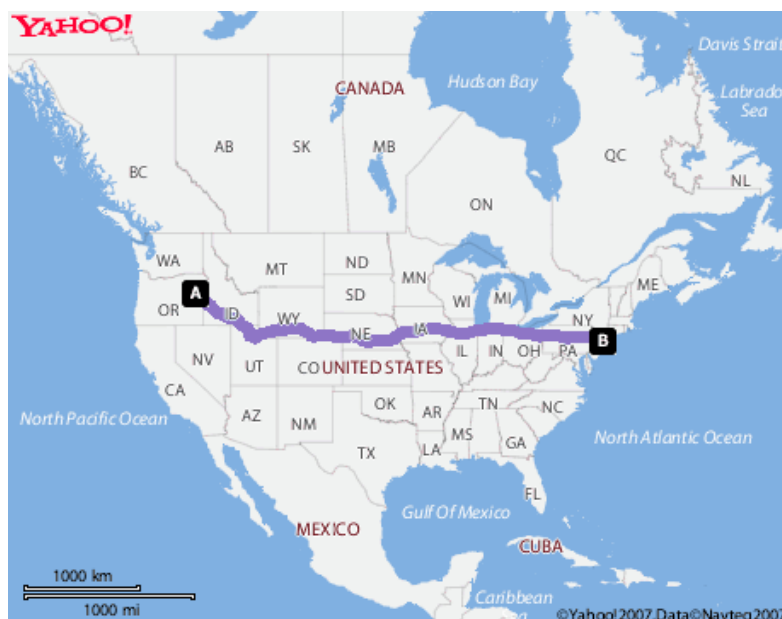 YAHOO!
Davis Strait
CANADA
Hudson Bay
Labrador
Sea
AB
SK
MB
BC
QC
NL
ON
WA
MT
ND
MN
ME
A
SD
WI
MI
OR
ID
WY
NY
NE
IA
B
NV
UT
CO
UNITED STATES
IL
IN
OH
PA
CA
AZ
NM
OK
AR
TN
NC
North Pacific Ocean
TX
LA
MS
GA
North Atlantic Ocean
FL
Gulf Of Mexico
MEXICO
CUBA
1000 km
1000 mi
Caribbean
©Yahoo! 2007, Data©Navteq 2007